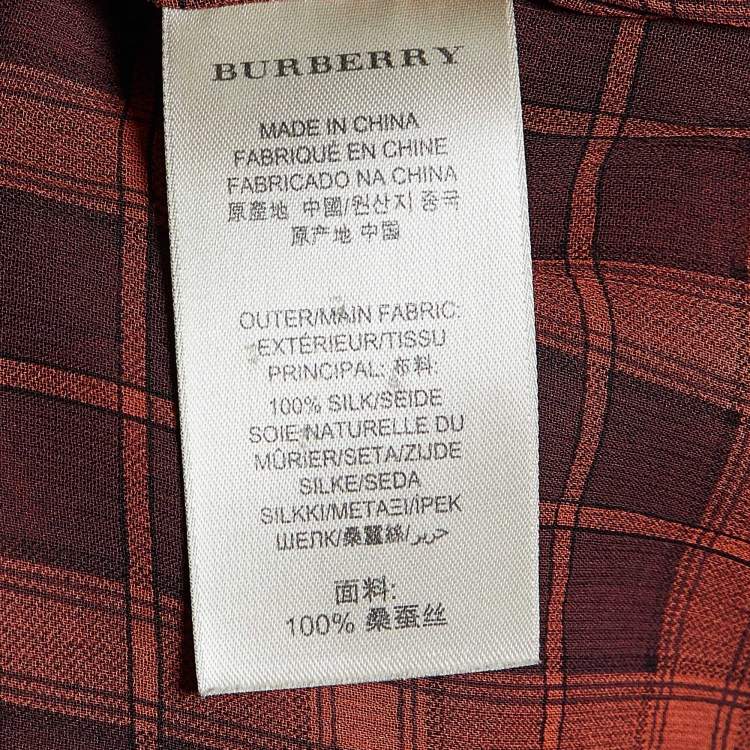 BURBERRY
MADE IN CHINA
FABRIQUÉ EN CHINE
FABRICADO NA CHINA
原產地 中國/원산지 중국
原产地 中国
OUTER/MAIN FABRIC:
EXTÉRIEUR/TISSU
PRINCIPAL: 布料:
100% SILK/SEIDE
SOIE NATURELLE DU
MÛRIER/SETA/ZIJDE
SILKE/SEDA
SILKKI/ΜΕΤΑΞΙ/İPEK
ШЕЛК/桑蠶絲/حرير
面料:
100% 桑蚕丝